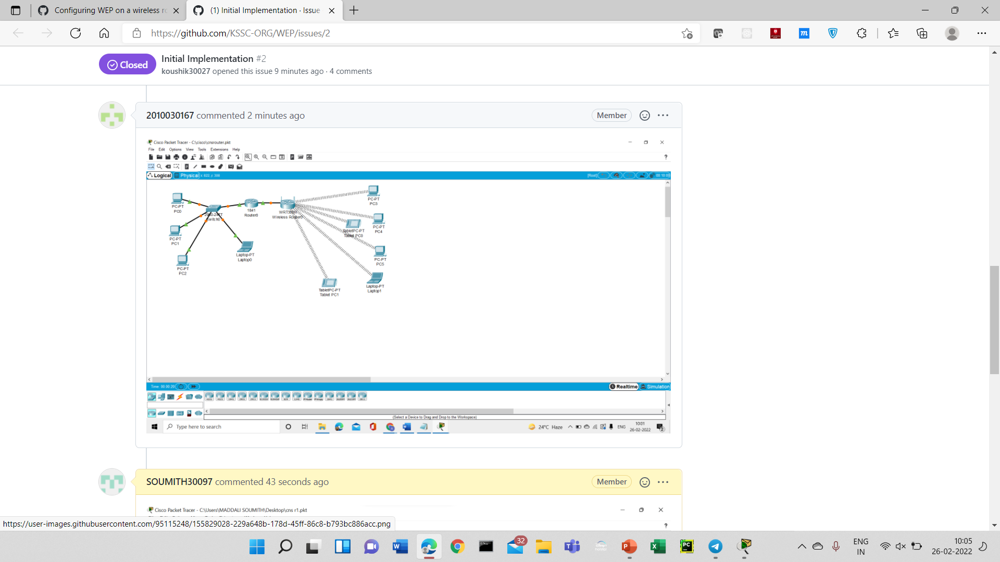 Configuring WEP on a wireless r
(1) Initial Implementation · Issue
https://github.com/KSSC-ORG/WEP/issues/2
Closed
Initial Implementation #2
koushik30027 opened this issue 9 minutes ago · 4 comments
2010030167 commented 2 minutes ago
Member
Cisco Packet Tracer - C:\cisco\cnsrouter.pkt
File Edit Options View Tools Extensions Help
Logical
Physical
x: 822, y: 308
[Root]
00:10:00
PC-PT
PC0
PC-PT
PC1
PC-PT
PC2
Switch0
Laptop-PT
Laptop0
1841
Router0
Wireless Router0
PC-PT
PC3
PC-PT
PC4
TabletPC-PT
Tablet PC0
PC-PT
PC5
Laptop-PT
Laptop1
TabletPC-PT
Tablet PC1
Time: 00:00:20
Realtime
Simulation
(Select a Device to Drag and Drop to the Workspace)
Type here to search
24°C Haze
ENG
10:01
26-02-2022
SOUMITH30097 commented 43 seconds ago
Member
Cisco Packet Tracer - C:\Users\MADDALI SOUMITH\Desktop\cns r1.pkt
https://user-images.githubusercontent.com/95115248/155829028-229a648b-178d-45ff-86c8-b793bc886acc.png
32
ENG
IN
10:05
26-02-2022